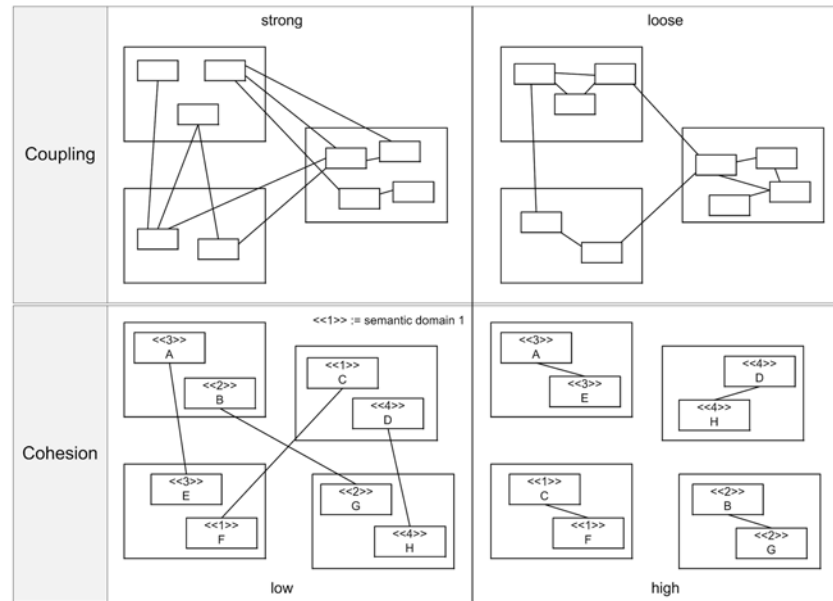 strong
loose
Coupling
<<1>> := semantic domain 1
<<3>>
A
<<2>>
B
<<1>>
C
<<4>>
D
<<3>>
E
<<1>>
F
<<2>>
G
<<4>>
H
<<3>>
A
<<3>>
E
<<4>>
D
<<4>>
H
<<1>>
C
<<1>>
F
<<2>>
B
<<2>>
G
Cohesion
low
high